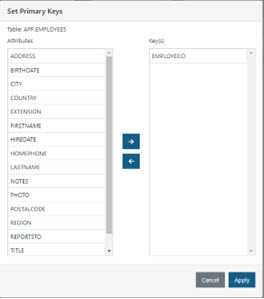 Set Primary Keys
Table: APP.EMPLOYEES
Attributes
Key(s)
ADDRESS
EMPLOYEEID
BIRTHDATE
CITY
COUNTRY
EXTENSION
FIRSTNAME
HIREDATE
HOMEPHONE
LASTNAME
NOTES
PHOTO
POSTALCODE
REGION
REPORTSTO
TITLE
Cancel
Apply